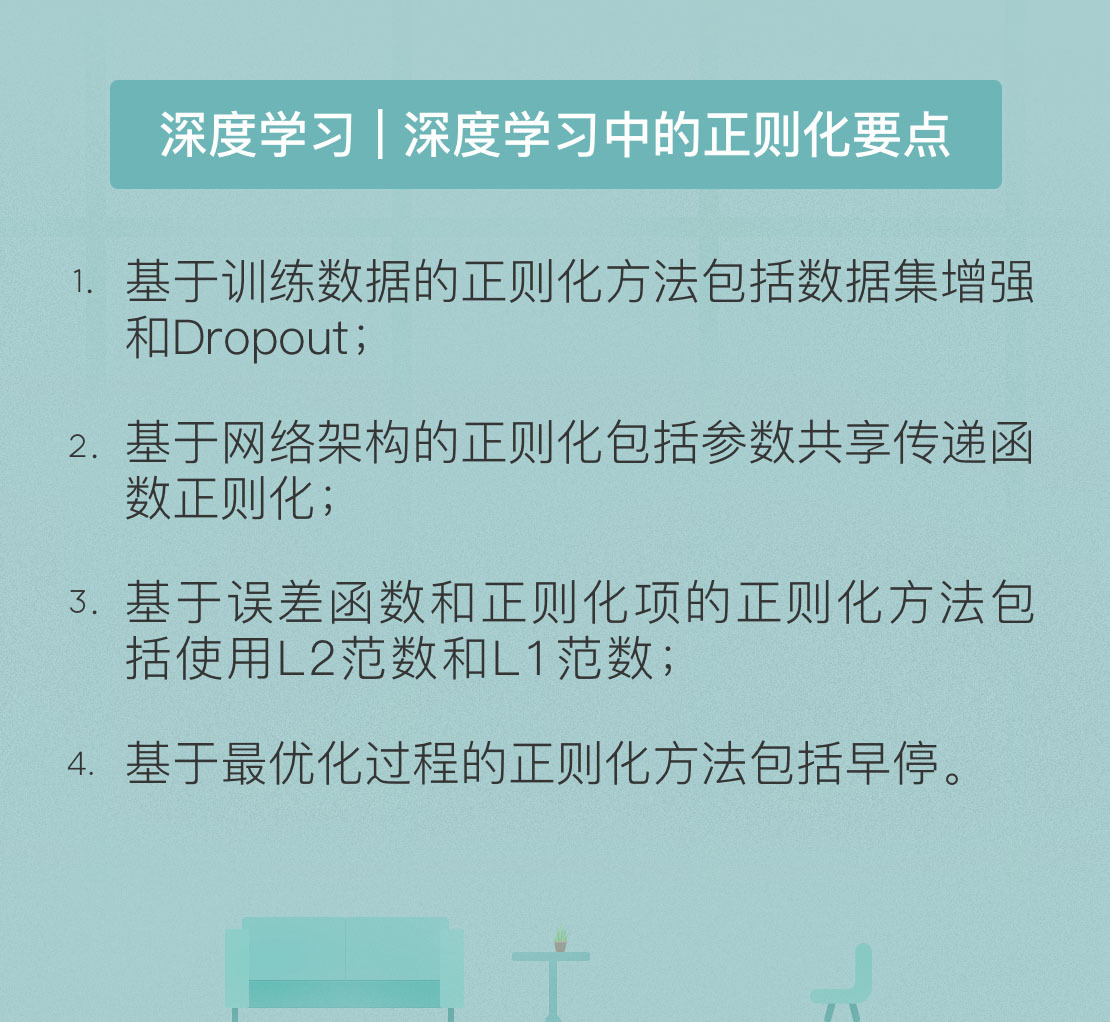 深度学习｜深度学习中的正则化要点
1. 基于训练数据的正则化方法包括数据集增强
和Dropout；
2. 基于网络架构的正则化包括参数共享传递函
数正则化；
3. 基于误差函数和正则化项的正则化方法包
括使用L2范数和L1范数；
4. 基于最优化过程的正则化方法包括早停。